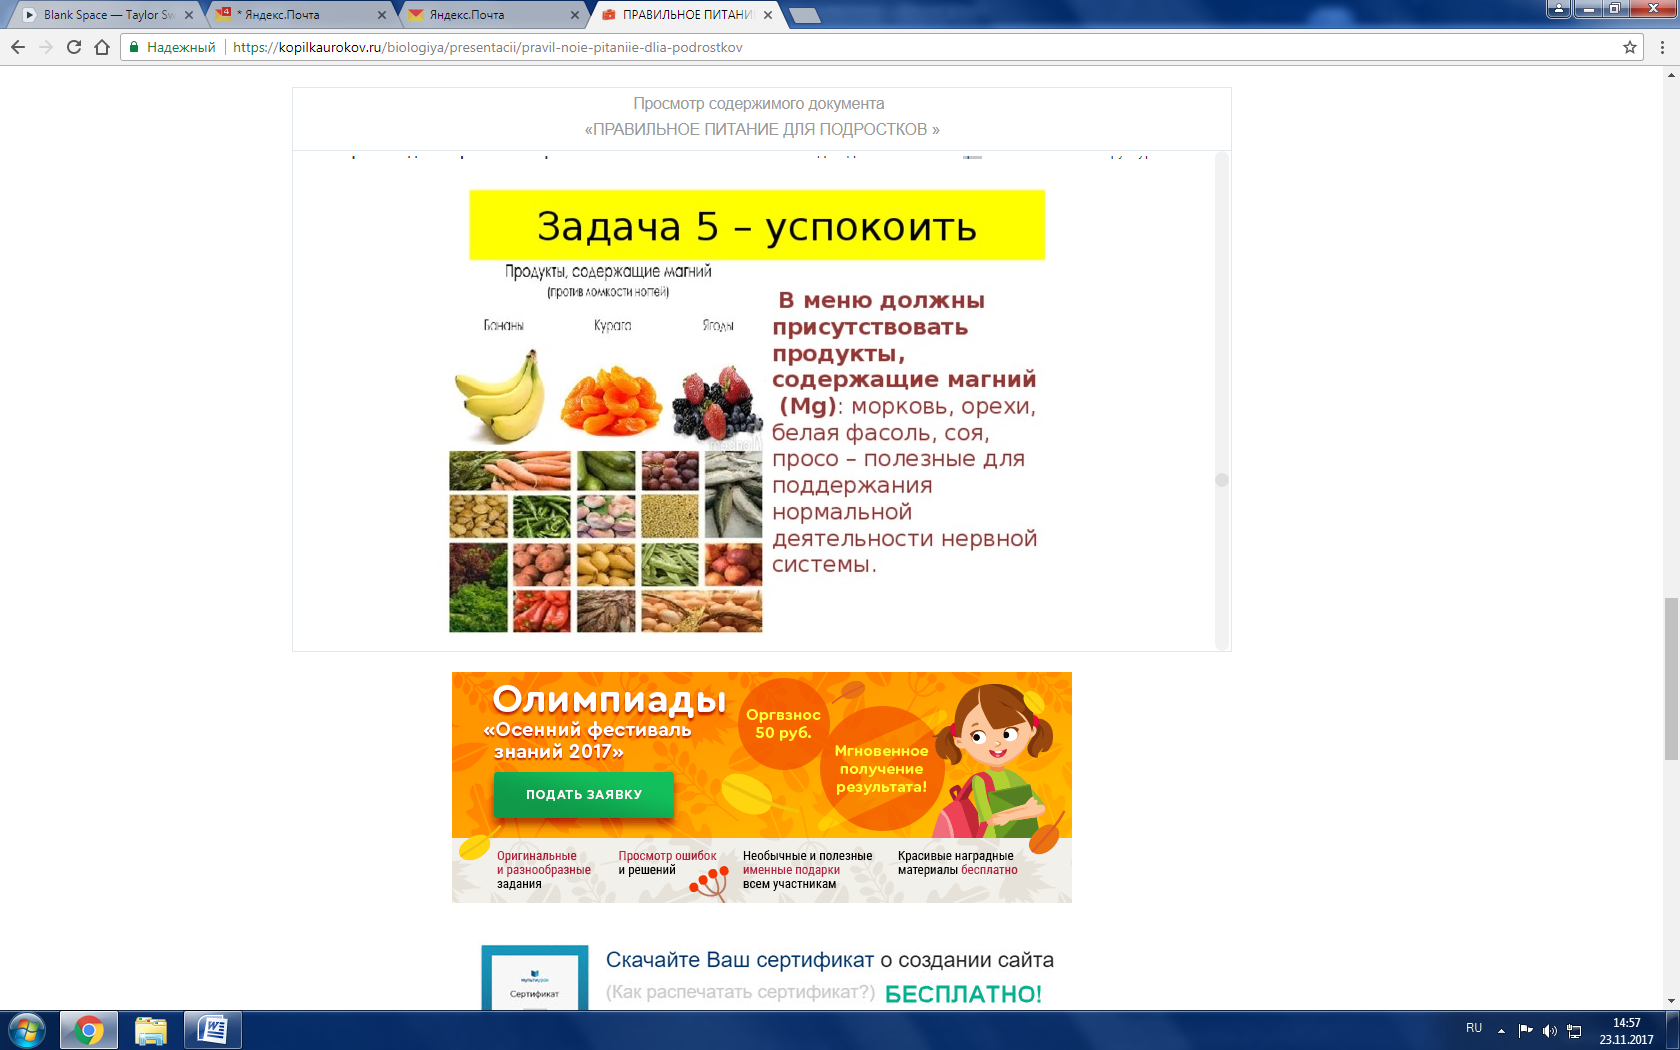 Blank Space — Taylor Sw
4
* Яндекс.Почта
Яндекс.Почта
ПРАВИЛЬНОЕ ПИТАНИ
Надежный
https://kopilkaurokov.ru/biologiya/presentacii/pravil-noie-pitaniie-dlia-podrostkov
Просмотр содержимого документа
«ПРАВИЛЬНОЕ ПИТАНИЕ ДЛЯ ПОДРОСТКОВ »
Задача 5 – успокоить
Продукты, содержащие магний
(против ломкости ногтей)
Бананы
Курага
Ягоды
В меню должны
присутствовать
продукты,
содержащие магний
(Mg): морковь, орехи,
белая фасоль, соя,
просо – полезные для
поддержания
нормальной
деятельности нервной
системы.
Олимпиады
«Осенний фестиваль
знаний 2017»
ПОДАТЬ ЗАЯВКУ
Оргвзнос
50 руб.
Мгновенное
получение
результата!
Оригинальные
и разнообразные
задания
Просмотр ошибок
и решений
Необычные и полезные
именные подарки
всем участникам
Красивые наградные
материалы бесплатно
мультиурок
Сертификат
Скачайте Ваш сертификат о создании сайта
(Как распечатать сертификат?) БЕСПЛАТНО!
RU
14:57
23.11.2017